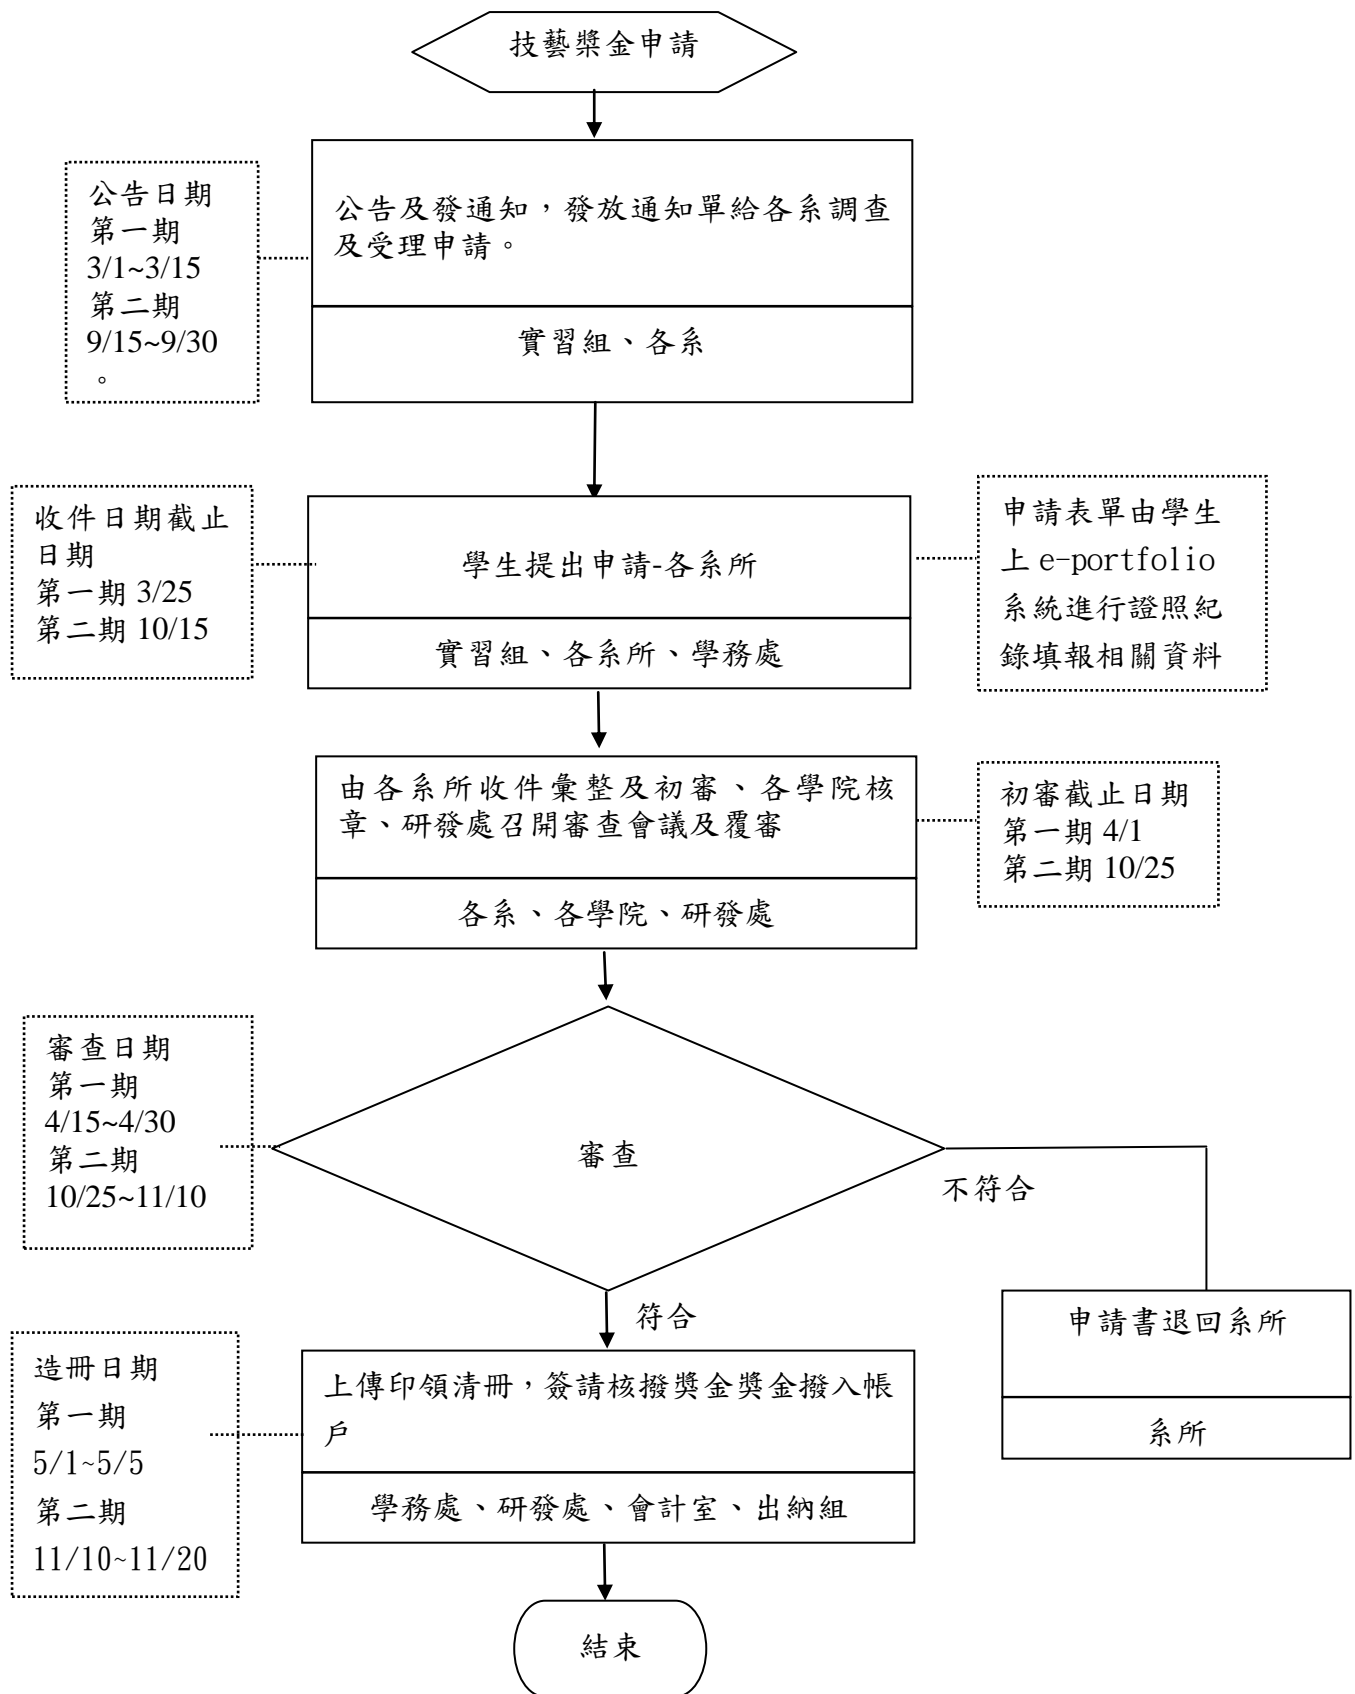 技藝獎金申請
公告日期
第一期
3/1~3/15
第二期
9/15~9/30
。
公告及發通知，發放通知單給各系調查
及受理申請。
實習組、各系
收件日期截止
日期
第一期 3/25
第二期 10/15
學生提出申請-各系所
實習組、各系所、學務處
申請表單由學生
上 e-portfolio
系統進行證照紀
錄填報相關資料
由各系所收件彙整及初審、各學院核
章、研發處召開審查會議及覆審
各系、各學院、研發處
初審截止日期
第一期 4/1
第二期 10/25
審查日期
第一期
4/15~4/30
第二期
10/25~11/10
審查
不符合
符合
申請書退回系所
系所
造冊日期
第一期
5/1~5/5
第二期
11/10~11/20
上傳印領清冊，簽請核撥獎金獎金撥入帳
戶
學務處、研發處、會計室、出納組
結束